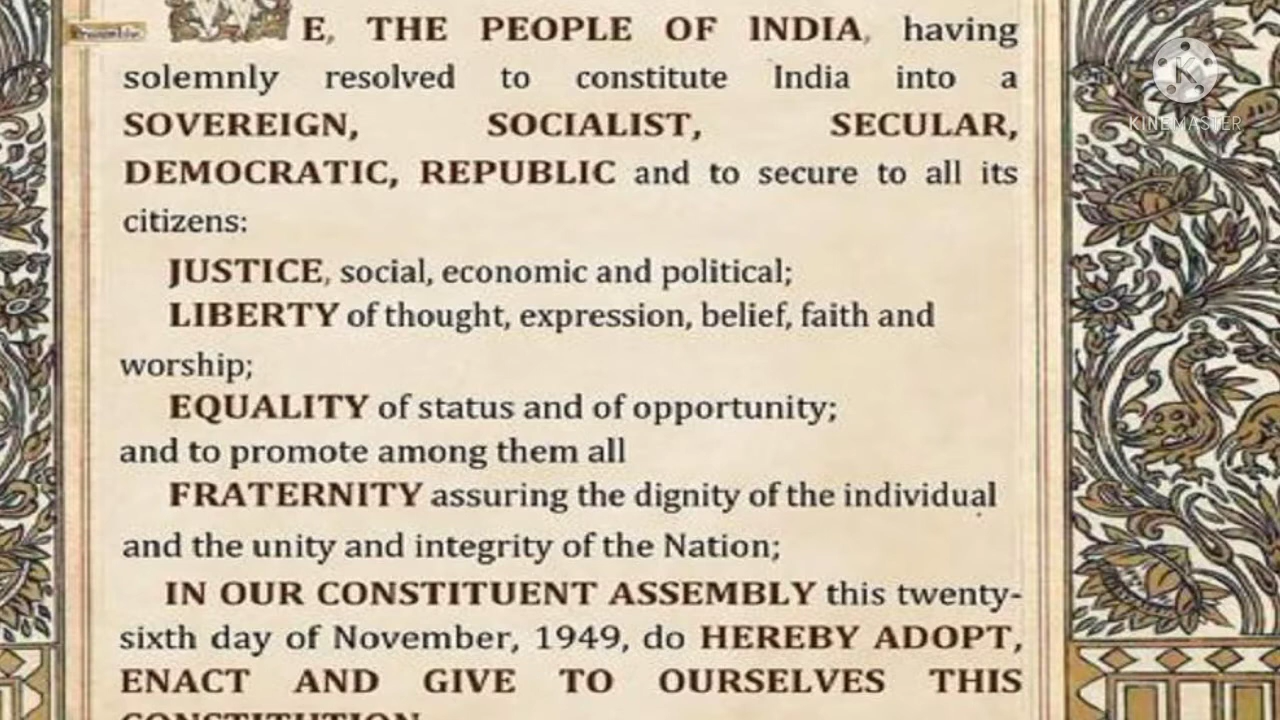 WE, THE PEOPLE OF INDIA, having
solemnly resolved to constitute India into a
SOVEREIGN, SOCIALIST, SECULAR,
DEMOCRATIC, REPUBLIC and to secure to all its
citizens:
JUSTICE, social, economic and political;
LIBERTY of thought, expression, belief, faith and
worship;
EQUALITY of status and of opportunity;
and to promote among them all
FRATERNITY assuring the dignity of the individual
and the unity and integrity of the Nation;
IN OUR CONSTITUENT ASSEMBLY this twenty-
sixth day of November, 1949, do HEREBY ADOPT,
ENACT AND GIVE TO OURSELVES THIS
CONSTITUTION
K
KINEMASTER